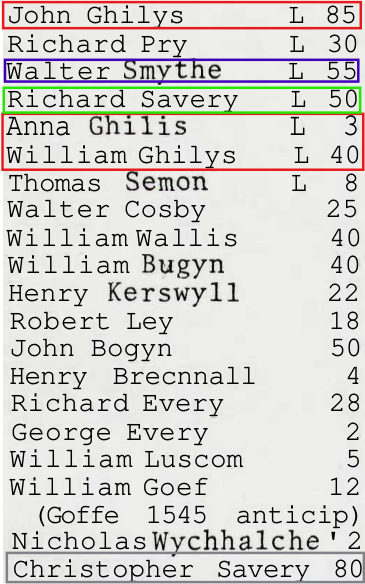 John Ghilys L 85
Richard Pry L 30
Walter Smythe L 55
Richard Savery L 50
Anna Ghilis L 3
William Ghilys L 40
Thomas Semon L 8
Walter Cosby 25
William Wallis 40
William Bugyn 40
Henry Kerswyll 22
Robert Ley 18
John Bogyn 50
Henry Brecnnall 4
Richard Every 28
George Every 2
William Luscom 5
William Goef 12
(Goffe 1545 anticip)
Nicholas Wychhalche '2
Christopher Savery 80